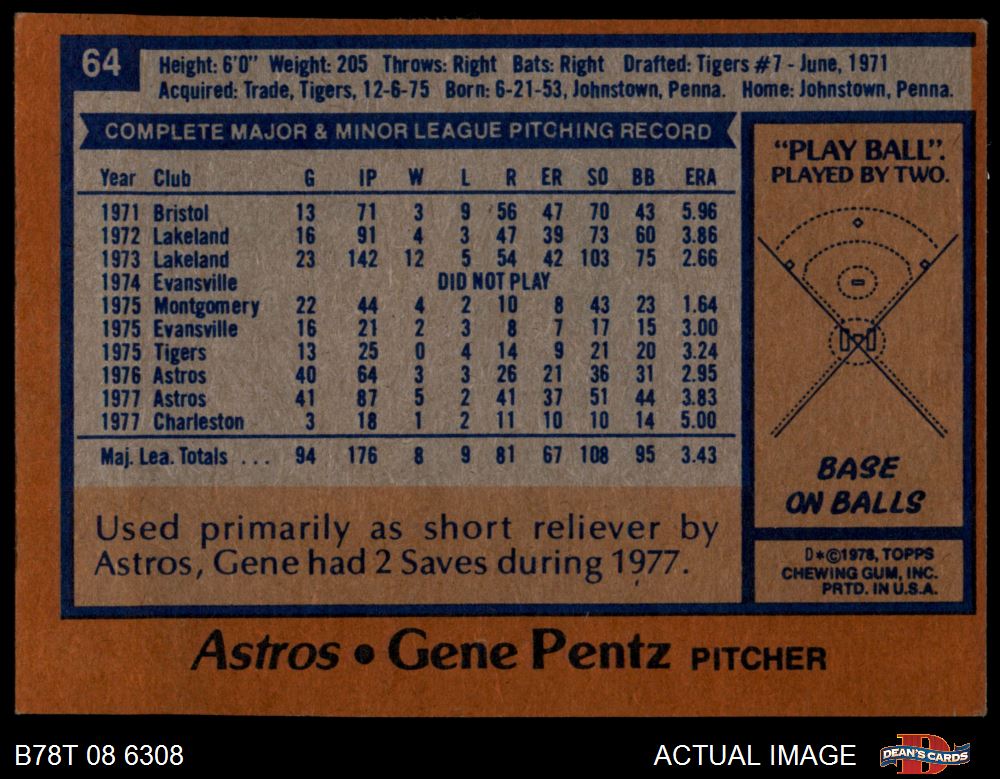 64
Height: 6'0" Weight: 205 Throws: Right Bats: Right Drafted: Tigers #7 - June, 1971
Acquired: Trade, Tigers, 12-6-75 Born: 6-21-53, Johnstown, Penna. Home: Johnstown, Penna.
COMPLETE MAJOR & MINOR LEAGUE PITCHING RECORD
Year Club G IP W L R ER SO BB ERA
1971 Bristol 13 71 3 9 56 47 70 43 5.96
1972 Lakeland 16 91 4 3 47 39 73 60 3.86
1973 Lakeland 23 142 12 5 54 42 103 75 2.66
1974 Evansville DID NOT PLAY
1975 Montgomery 22 44 4 2 10 8 43 23 1.64
1975 Evansville 16 21 2 3 8 7 17 15 3.00
1975 Tigers 13 25 0 4 14 9 21 20 3.24
1976 Astros 40 64 3 3 26 21 36 31 2.95
1977 Astros 41 87 5 2 41 37 51 44 3.83
1977 Charleston 3 18 1 2 11 10 10 14 5.00
Maj. Lea. Totals ... 94 176 8 9 81 67 108 95 3.43
Used primarily as short reliever by
Astros, Gene had 2 Saves during 1977.
"PLAY BALL".
PLAYED BY TWO.
BASE
ON BALLS
D*©1978, TOPPS
CHEWING GUM, INC.
PRTD. IN U.S.A.
Astros • Gene Pentz PITCHER
B78T 08 6308
ACTUAL IMAGE
D
DEAN'S CARDS